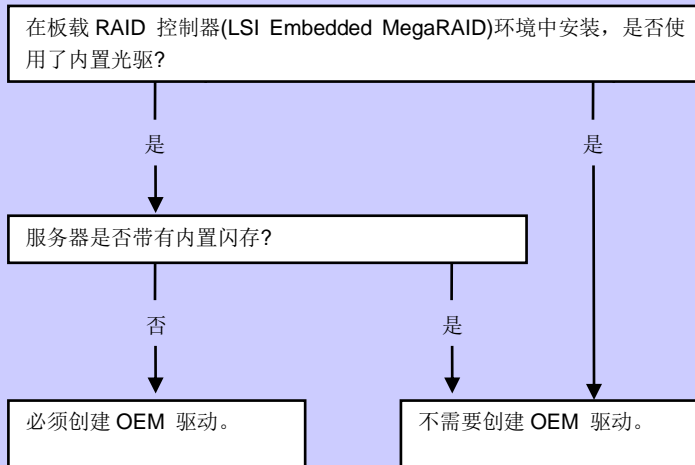 在板载 RAID 控制器(LSI Embedded MegaRAID)环境中安装，是否使
用了内置光驱?
是
是
服务器是否带有内置闪存?
否
是
必须创建 OEM 驱动。
不需要创建 OEM 驱动。